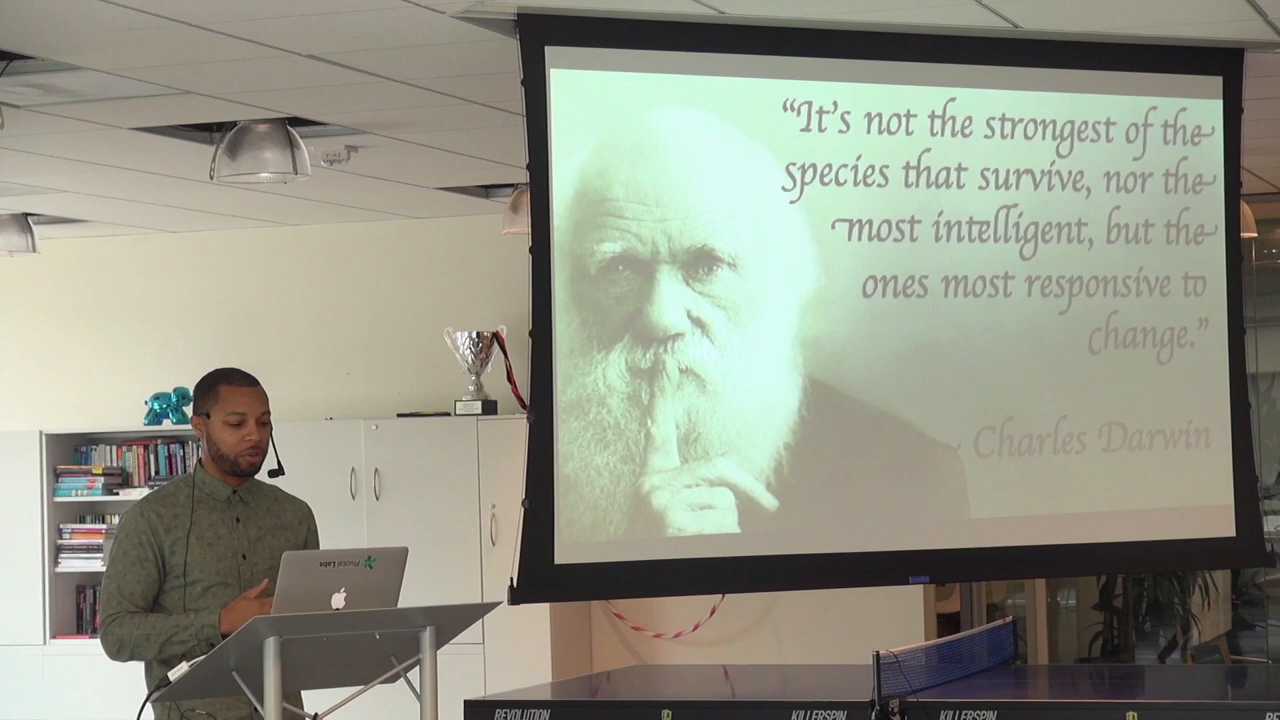 “It's not the strongest of the
species that survive, nor the
most intelligent, but the
ones most responsive to
change.”
~ Charles Darwin
Pivotal Labs
REVOLUTION
KILLERSPIN
KILLERSPIN